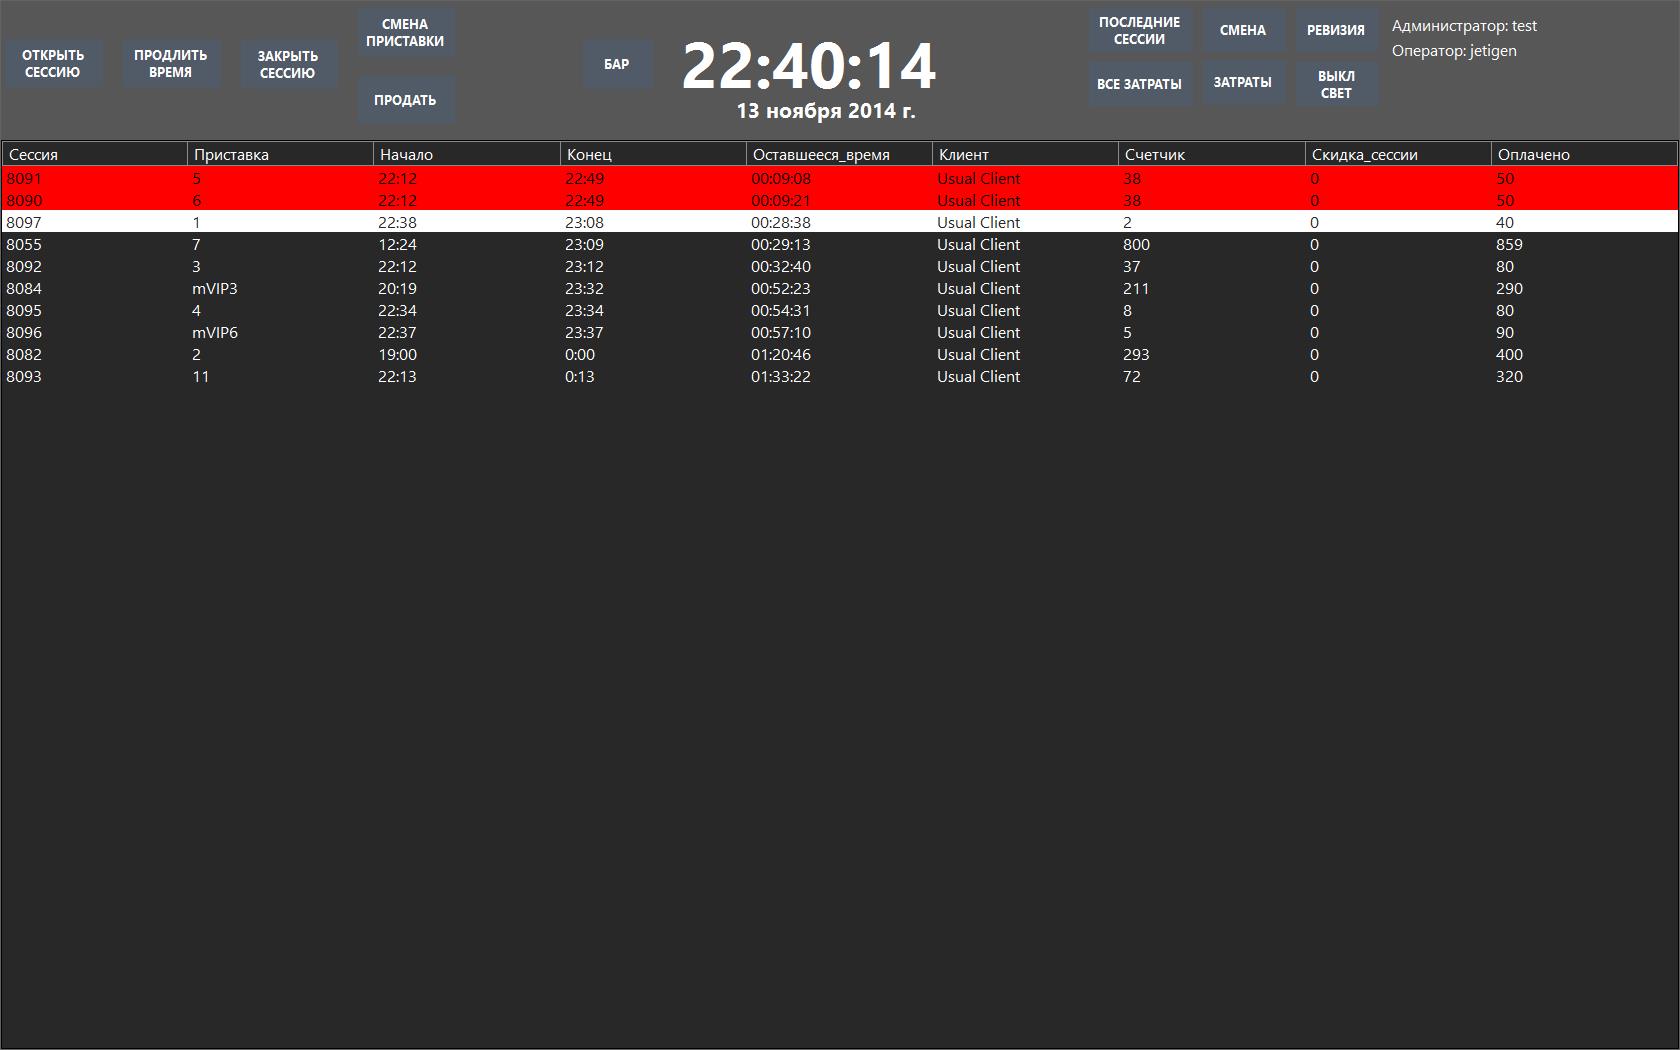 ОТКРЫТЬ
СЕССИЮ
ПРОДЛИТЬ
ВРЕМЯ
ЗАКРЫТЬ
СЕССИЮ
СМЕНА
ПРИСТАВКИ
ПРОДАТЬ
БАР
22:40:14
13 ноября 2014 г.
ПОСЛЕДНИЕ
СЕССИИ
СМЕНА
РЕВИЗИЯ
ВСЕ ЗАТРАТЫ
ЗАТРАТЫ
ВЫКЛ
СВЕТ
Администратор: test
Оператор: jetigen
Сессия Приставка Начало Конец Оставшееся_время Клиент Счетчик Скидка_сессии Оплачено
8091 5 22:12 22:49 00:09:08 Usual Client 38 0 50
8090 6 22:12 22:49 00:09:21 Usual Client 38 0 50
8097 1 22:38 23:08 00:28:38 Usual Client 2 0 40
8055 7 12:24 23:09 00:29:13 Usual Client 800 0 859
8092 3 22:12 23:12 00:32:40 Usual Client 37 0 80
8084 mVIP3 20:19 23:32 00:52:23 Usual Client 211 0 290
8095 4 22:34 23:34 00:54:31 Usual Client 8 0 80
8096 mVIP6 22:37 23:37 00:57:10 Usual Client 5 0 90
8082 2 19:00 0:00 01:20:46 Usual Client 293 0 400
8093 11 22:13 0:13 01:33:22 Usual Client 72 0 320